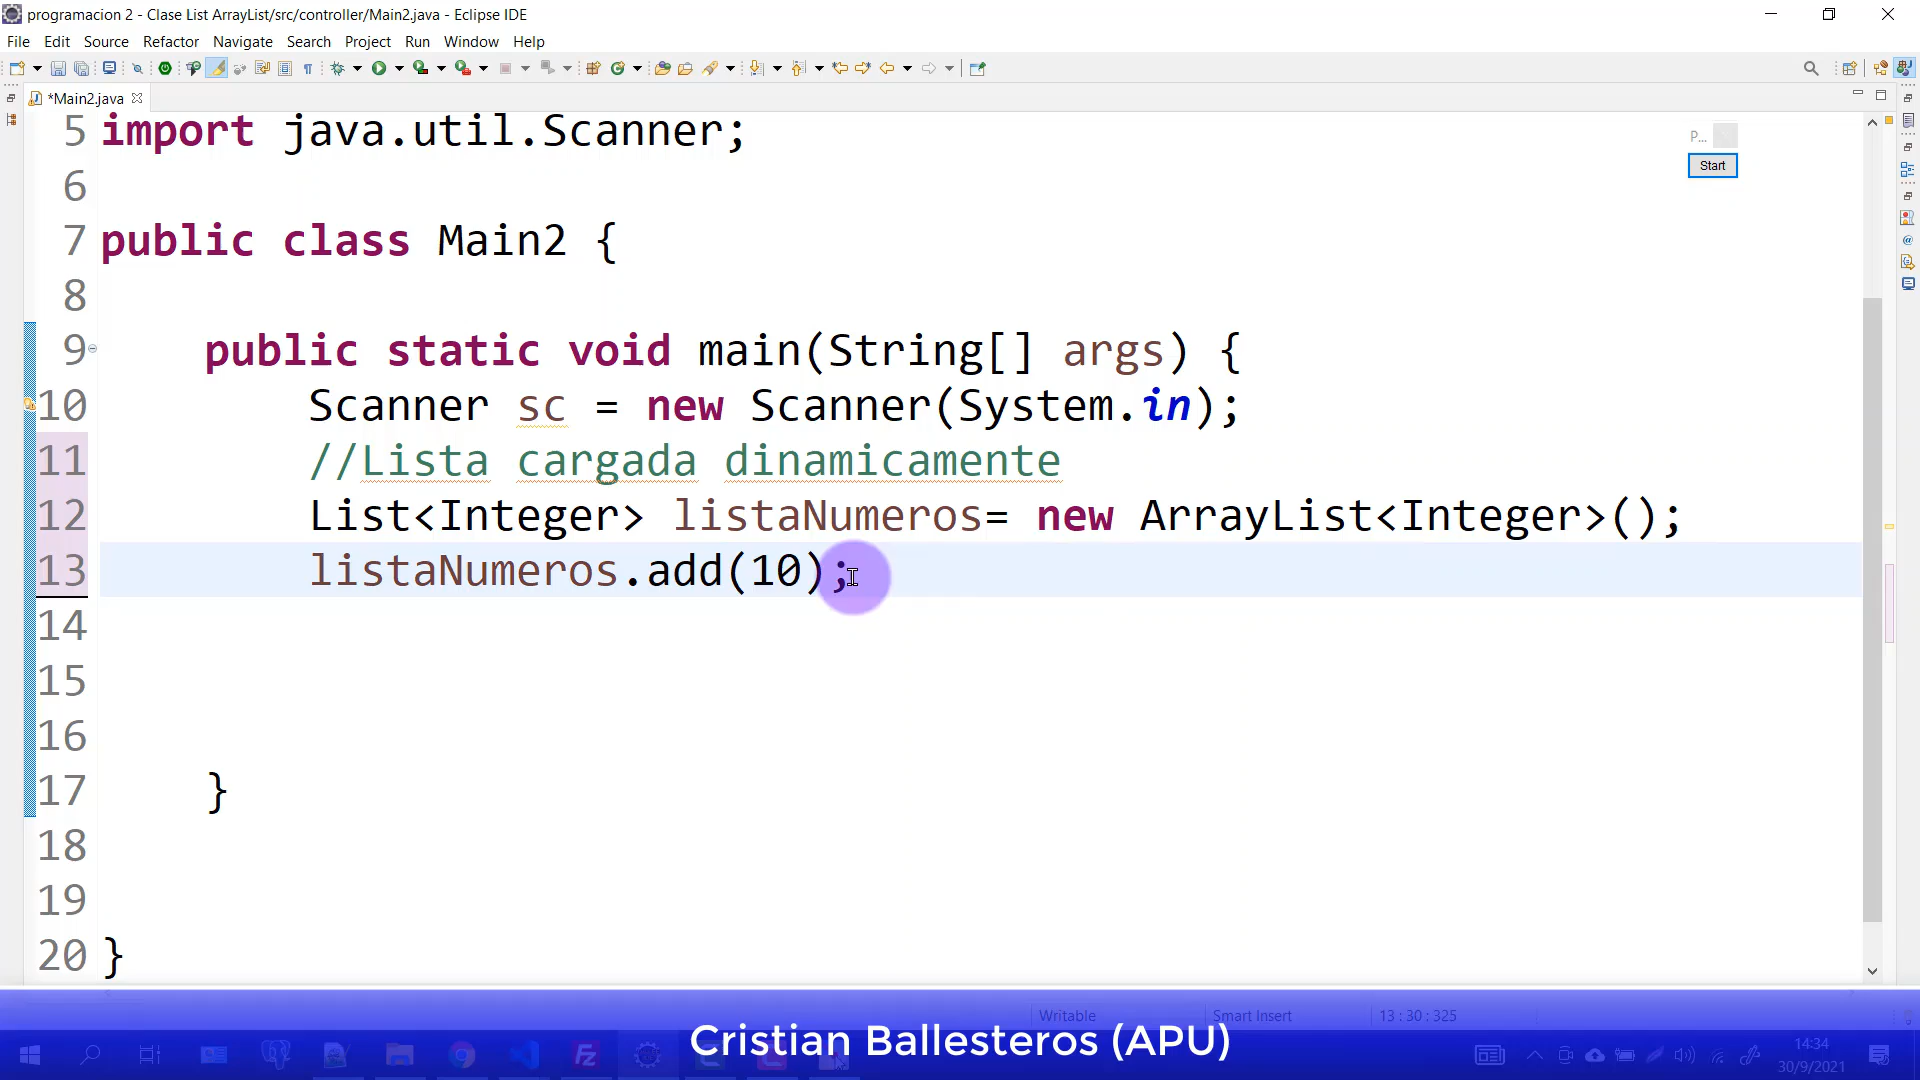 programacion 2 - Clase List ArrayList/src/controller/Main2.java - Eclipse IDE
File Edit Source Refactor Navigate Search Project Run Window Help
*Main2.java
P...
Start
5 import java.util.Scanner;
6
7 public class Main2 {
8
9 public static void main(String[] args) {
10 Scanner sc = new Scanner(System.in);
11 //Lista cargada dinamicamente
12 List<Integer> listaNumeros= new ArrayList<Integer>();
13 listaNumeros.add(10);
14
15
16
17 }
18
19
20 }
Writable Smart Insert 13 : 30 : 325
Cristian Ballesteros (APU)
14:34
30/9/2021